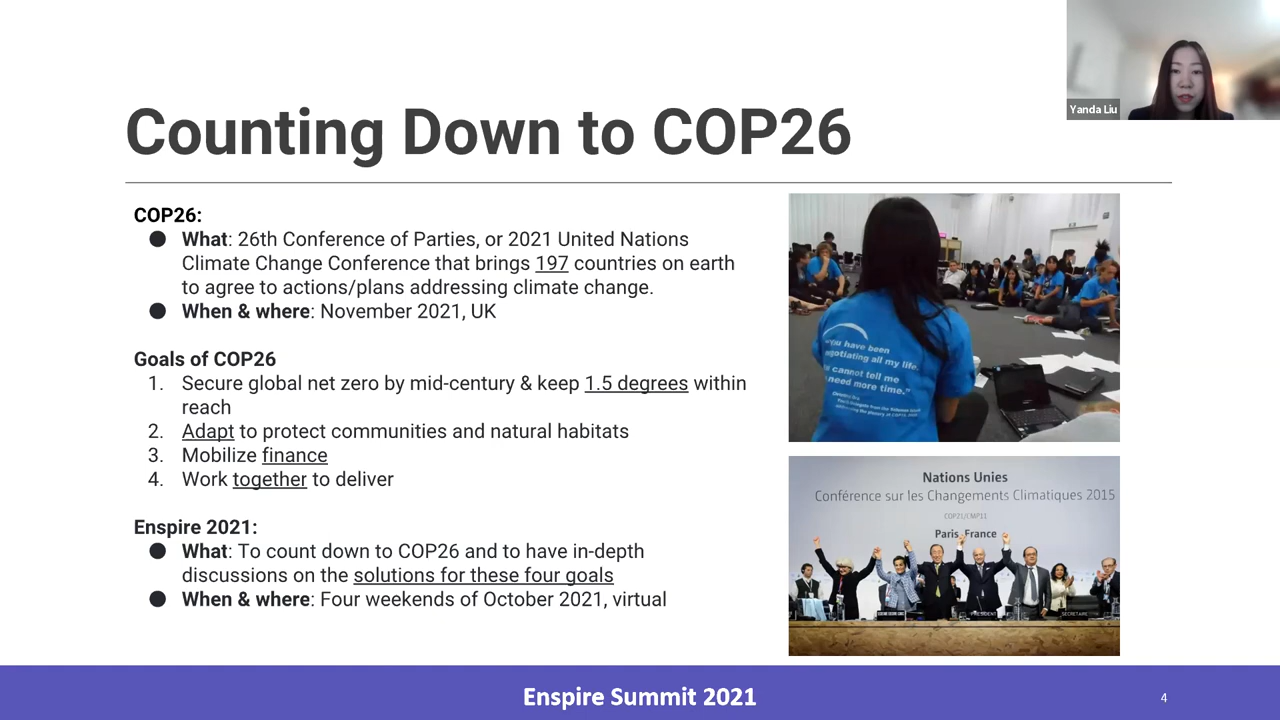 Yanda Liu
Counting Down to COP26
COP26:
● What: 26th Conference of Parties, or 2021 United Nations
Climate Change Conference that brings 197 countries on earth
to agree to actions/plans addressing climate change.
● When & where: November 2021, UK
Goals of COP26
1. Secure global net zero by mid-century & keep 1.5 degrees within
reach
2. Adapt to protect communities and natural habitats
3. Mobilize finance
4. Work together to deliver
Enspire 2021:
● What: To count down to COP26 and to have in-depth
discussions on the solutions for these four goals
● When & where: Four weekends of October 2021, virtual
you have been
negotiating all my life.
cannot tell me
need more time."
Nations Unies
Conférence sur les Changements Climatiques 2015
COP21/CMP11
Paris, France
PRESIDENT
SECRETAIRE
Enspire Summit 2021
4